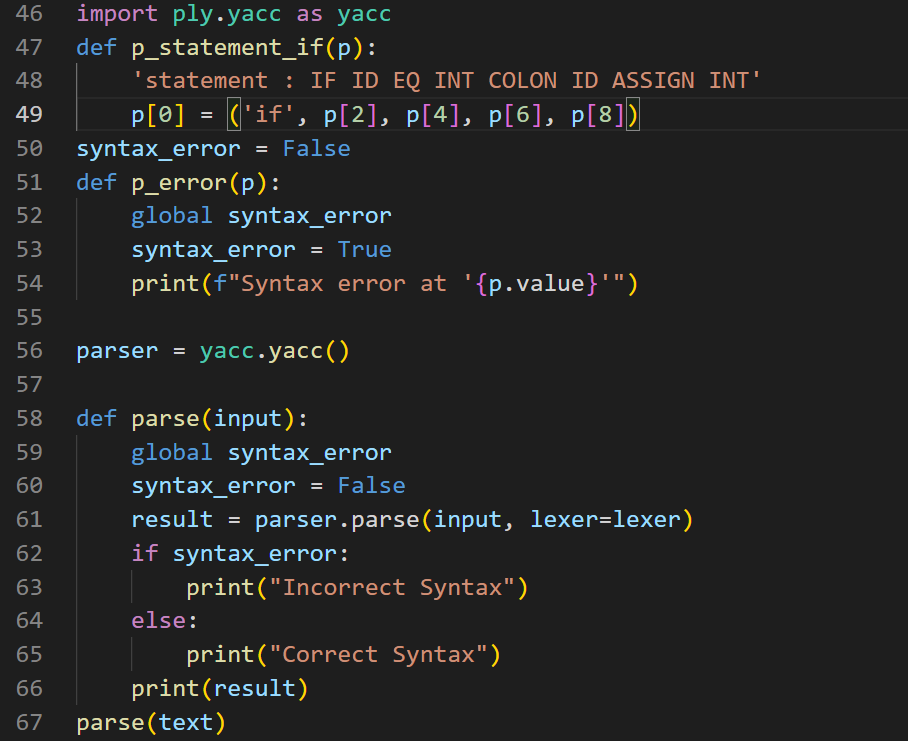 46 import ply.yacc as yacc
47 def p_statement_if(p):
48     'statement : IF ID EQ INT COLON ID ASSIGN INT'
49     p[0] = ('if', p[2], p[4], p[6], p[8])
50 syntax_error = False
51 def p_error(p):
52     global syntax_error
53     syntax_error = True
54     print(f"Syntax error at '{p.value}'")
55
56 parser = yacc.yacc()
57
58 def parse(input):
59     global syntax_error
60     syntax_error = False
61     result = parser.parse(input, lexer=lexer)
62     if syntax_error:
63         print("Incorrect Syntax")
64     else:
65         print("Correct Syntax")
66     print(result)
67 parse(text)